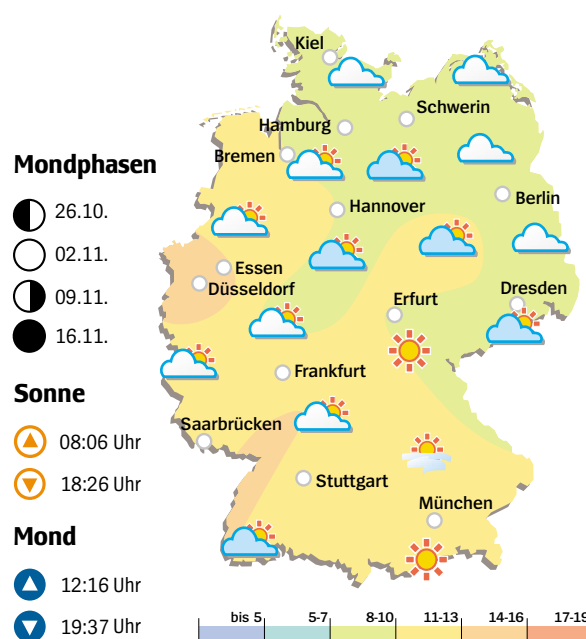 Mondphasen
26.10.
02.11.
09.11.
16.11.
Sonne
08:06 Uhr
18:26 Uhr
Mond
12:16 Uhr
19:37 Uhr
Kiel
Schwerin
Hamburg
Bremen
Berlin
Hannover
Essen
Düsseldorf
Erfurt
Dresden
Frankfurt
Saarbrücken
Stuttgart
München
bis 5 5-7 8-10 11-13 14-16 17-19